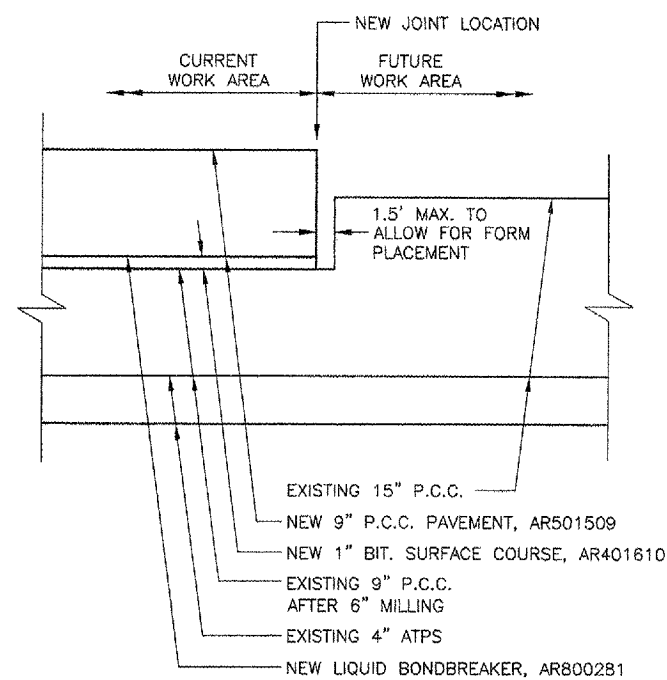 NEW JOINT LOCATION
CURRENT
WORK AREA
FUTURE
WORK AREA
1.5' MAX. TO
ALLOW FOR FORM
PLACEMENT
EXISTING 15" P.C.C.
NEW 9" P.C.C. PAVEMENT, AR501509
NEW 1" BIT. SURFACE COURSE, AR401610
EXISTING 9" P.C.C.
AFTER 6" MILLING
EXISTING 4" ATPS
NEW LIQUID BONDBREAKER, AR800281